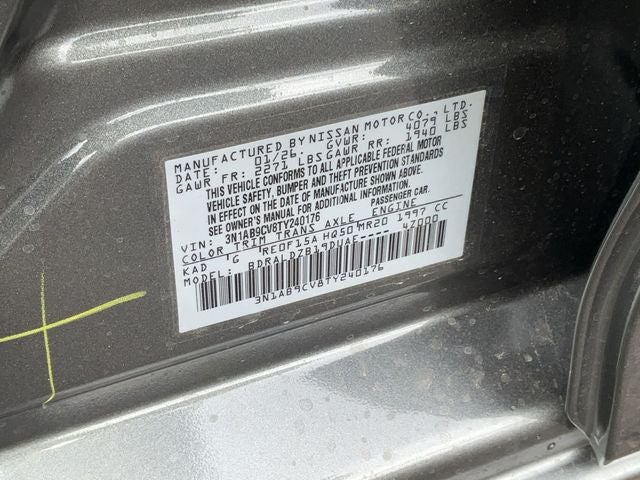 MANUFACTURED BY NISSAN MOTOR CO., LTD.
DATE: 01/26 GVWR: 4079 LBS
GAWR FR: 2271 LBS GAWR RR: 1940 LBS
THIS VEHICLE CONFORMS TO ALL APPLICABLE FEDERAL MOTOR
VEHICLE SAFETY, BUMPER AND THEFT PREVENTION STANDARDS
IN EFFECT ON THE DATE OF MANUFACTURE SHOWN ABOVE.
SEE OWNER'S MANUAL FOR ADDITIONAL INFORMATION
VIN: 3N1AB9CV8TY240176 PASSENGER CAR.
COLOR TRIM TRANS AXLE ENGINE
KAD G RE0F15A HQ50 MR20 1997 CC
MODEL: BDRALDZB19DUAE----- 4Z000
3N1AB9CV8TY240176